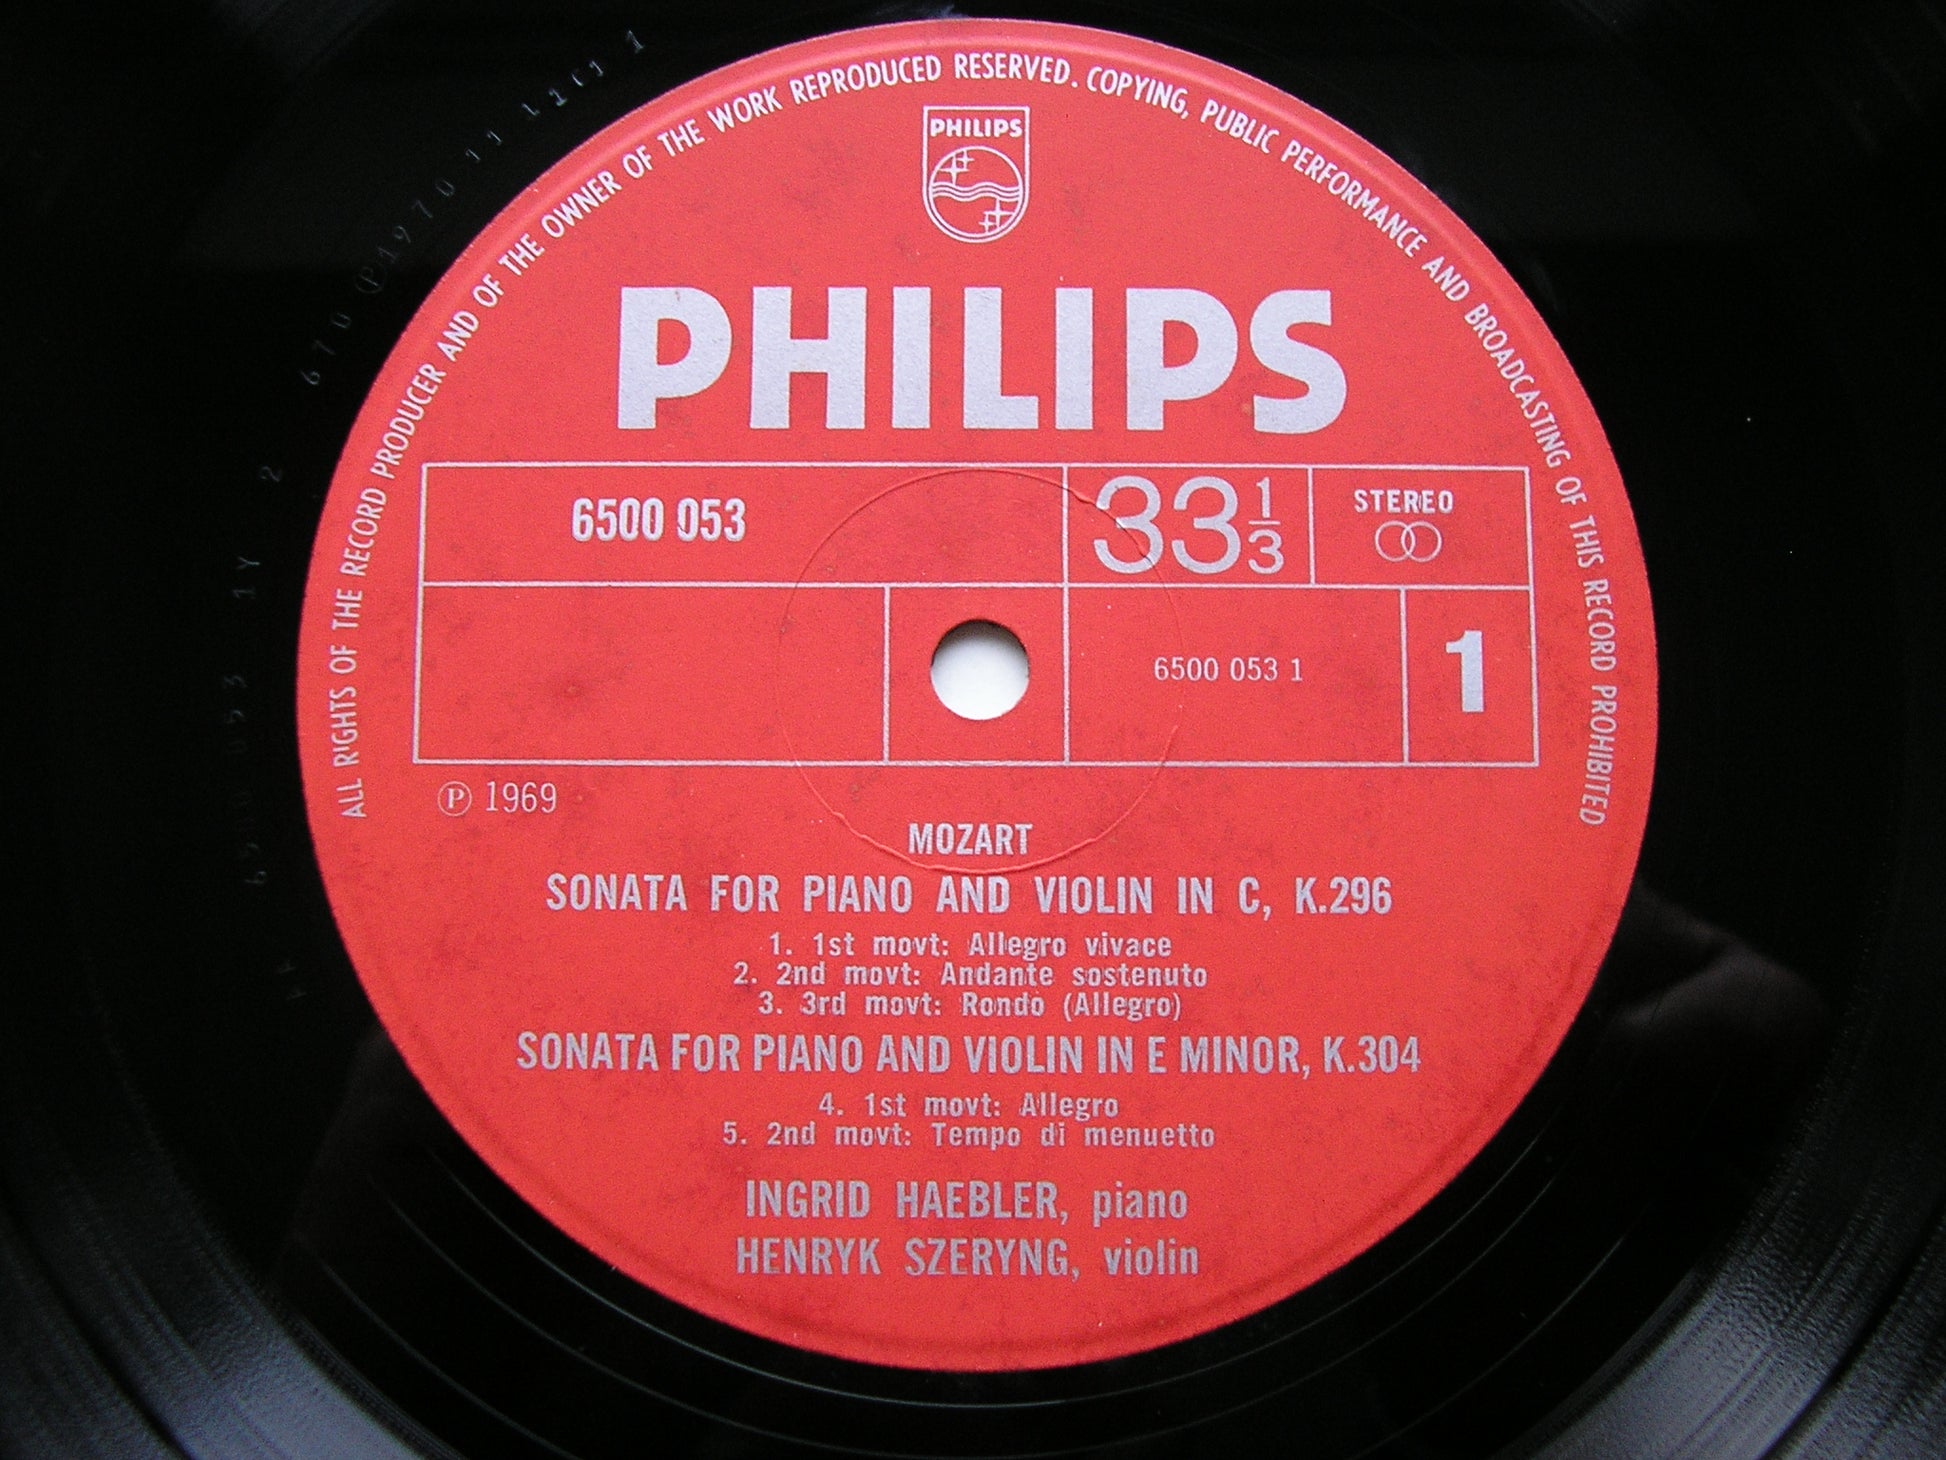 ALL RIGHTS OF THE RECORD PRODUCER AND OF THE OWNER OF THE WORK REPRODUCED RESERVED. COPYING, PUBLIC PERFORMANCE AND BROADCASTING OF THIS RECORD PROHIBITED
PHILIPS
PHILIPS
6500 053
33 1/3
STEREO
6500 053 1
1
Ⓟ 1969
MOZART
SONATA FOR PIANO AND VIOLIN IN C, K.296
1. 1st movt: Allegro vivace
2. 2nd movt: Andante sostenuto
3. 3rd movt: Rondo (Allegro)
SONATA FOR PIANO AND VIOLIN IN E MINOR, K.304
4. 1st movt: Allegro
5. 2nd movt: Tempo di menuetto
INGRID HAEBLER, piano
HENRYK SZERYNG, violin